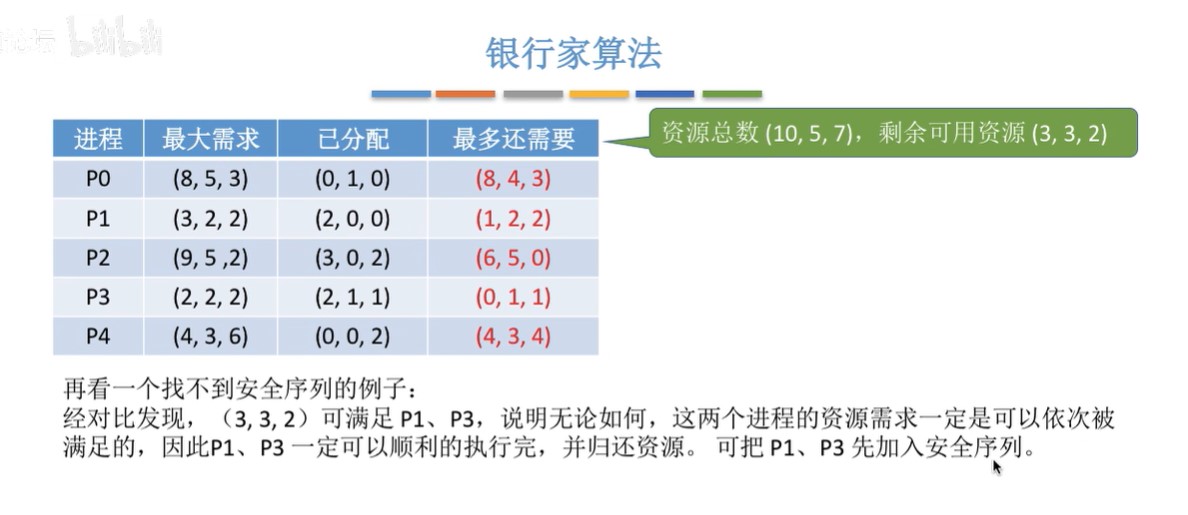 bilibili
银行家算法
资源总数 (10, 5, 7)，剩余可用资源 (3, 3, 2)
进程 最大需求 已分配 最多还需要
P0 (8, 5, 3) (0, 1, 0) (8, 4, 3)
P1 (3, 2, 2) (2, 0, 0) (1, 2, 2)
P2 (9, 5 ,2) (3, 0, 2) (6, 5, 0)
P3 (2, 2, 2) (2, 1, 1) (0, 1, 1)
P4 (4, 3, 6) (0, 0, 2) (4, 3, 4)
再看一个找不到安全序列的例子：
经对比发现，（3, 3, 2）可满足 P1、P3，说明无论如何，这两个进程的资源需求一定是可以依次被
满足的，因此P1、P3 一定可以顺利的执行完，并归还资源。 可把 P1、P3 先加入安全序列。